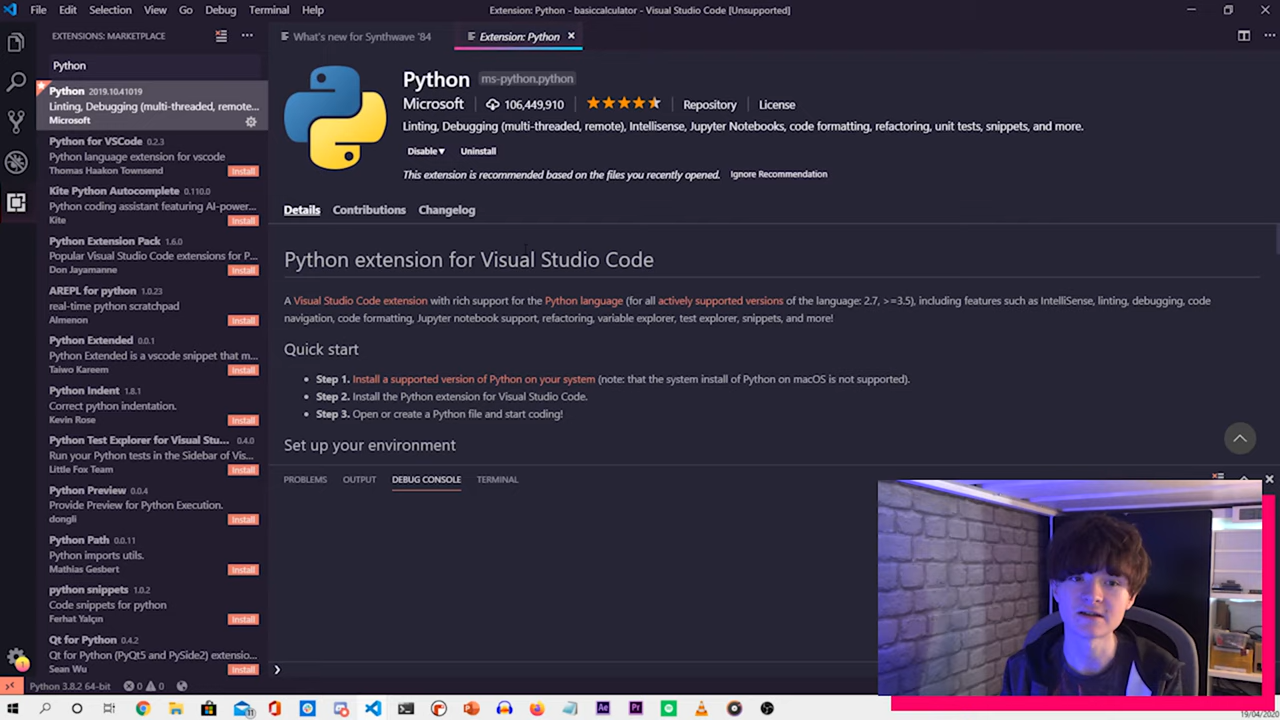 File Edit Selection View Go Debug Terminal Help
Extension: Python - basiccalculator - Visual Studio Code [Unsupported]
EXTENSIONS: MARKETPLACE
What's new for Synthwave '84
Extension: Python
Python
Python 2019.10.41019
Linting, Debugging (multi-threaded, remote...
Microsoft
Python for VSCode 0.2.3
Python language extension for vscode
Thomas Haakon Townsend Install
Kite Python Autocomplete 0.110.0
Python coding assistant featuring AI-power...
Kite Install
Python Extension Pack 1.6.0
Popular Visual Studio Code extensions for P...
Don Jayamanne Install
AREPL for python 1.0.23
real-time python scratchpad
Almenon Install
Python Extended 0.0.1
Python Extended is a vscode snippet that m...
Taiwo Kareem Install
Python Indent 1.8.1
Correct python indentation.
Kevin Rose Install
Python Test Explorer for Visual Stu... 0.4.0
Run your Python tests in the Sidebar of Vis...
Little Fox Team Install
Python Preview 0.0.4
Provide Preview for Python Execution.
dongli Install
Python Path 0.0.11
Python imports utils.
Mathias Gesbert Install
python snippets 1.0.2
Code snippets for python
Ferhat Yalçın Install
Qt for Python 0.4.2
Qt for Python (PyQt5 and PySide2) extensio...
Sean Wu Install
Python ms-python.python
Microsoft 106,449,910 Repository License
Linting, Debugging (multi-threaded, remote), Intellisense, Jupyter Notebooks, code formatting, refactoring, unit tests, snippets, and more.
Disable Uninstall
This extension is recommended based on the files you recently opened. Ignore Recommendation
Details Contributions Changelog
Python extension for Visual Studio Code
A Visual Studio Code extension with rich support for the Python language (for all actively supported versions of the language: 2.7, >=3.5), including features such as IntelliSense, linting, debugging, code
navigation, code formatting, Jupyter notebook support, refactoring, variable explorer, test explorer, snippets, and more!
Quick start
Step 1. Install a supported version of Python on your system (note: that the system install of Python on macOS is not supported).
Step 2. Install the Python extension for Visual Studio Code.
Step 3. Open or create a Python file and start coding!
Set up your environment
PROBLEMS OUTPUT DEBUG CONSOLE TERMINAL
Python 3.8.2 64-bit 0 0
19/04/2020